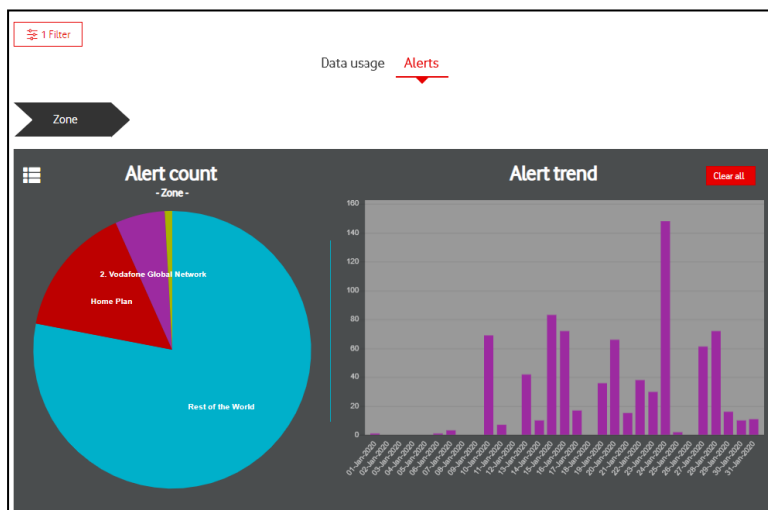 1 Filter
Data usage Alerts
Zone
Alert count
- Zone -
2. Vodafone Global Network
Home Plan
Rest of the World
Alert trend
Clear all
160
140
120
100
80
60
40
20
0
01-Jan-2020
02-Jan-2020
03-Jan-2020
04-Jan-2020
05-Jan-2020
06-Jan-2020
07-Jan-2020
08-Jan-2020
09-Jan-2020
10-Jan-2020
11-Jan-2020
12-Jan-2020
13-Jan-2020
14-Jan-2020
15-Jan-2020
16-Jan-2020
17-Jan-2020
18-Jan-2020
19-Jan-2020
20-Jan-2020
21-Jan-2020
22-Jan-2020
23-Jan-2020
24-Jan-2020
25-Jan-2020
26-Jan-2020
27-Jan-2020
28-Jan-2020
29-Jan-2020
30-Jan-2020
31-Jan-2020